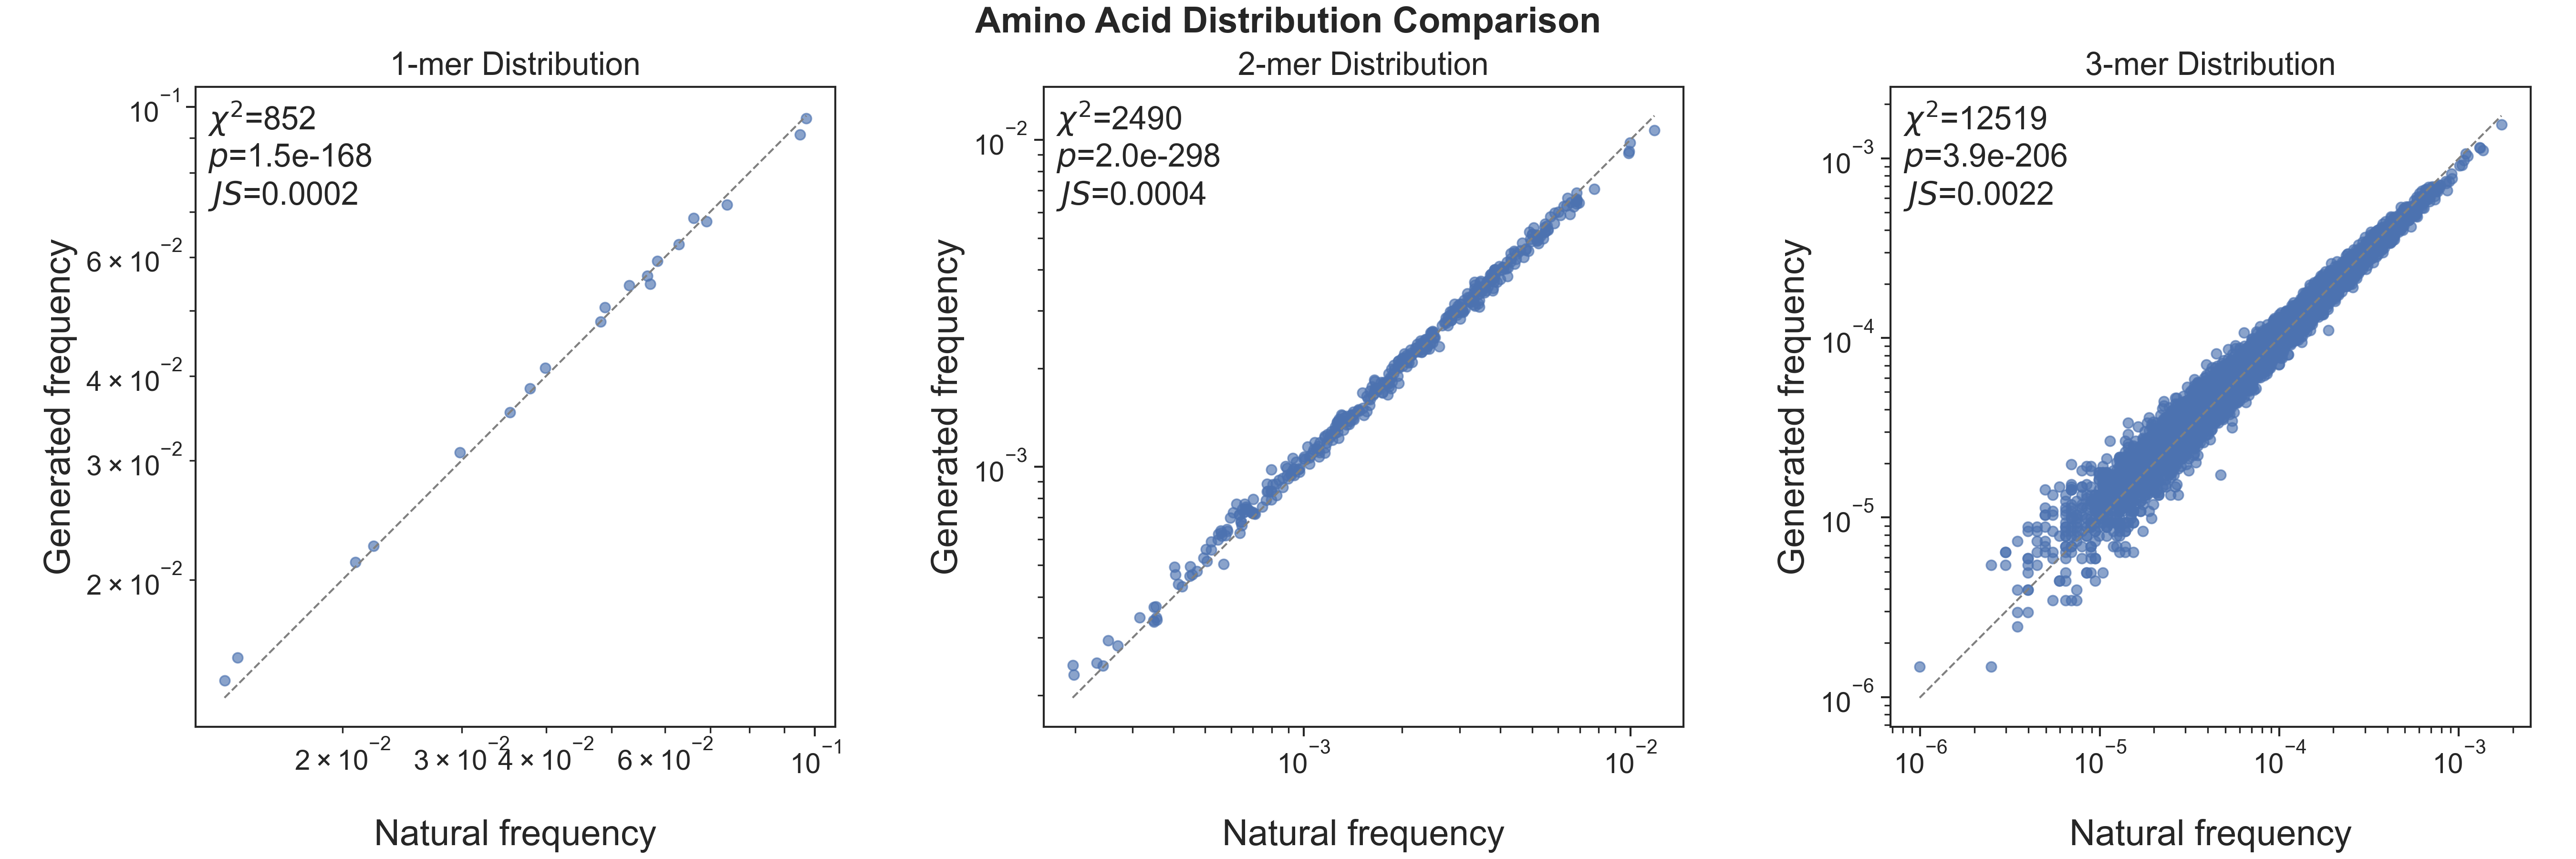 Amino Acid Distribution Comparison
1-mer Distribution
χ²=852
p=1.5e-168
JS=0.0002
10⁻¹
6 × 10⁻²
4 × 10⁻²
3 × 10⁻²
2 × 10⁻²
Generated frequency
2 × 10⁻² 3 × 10⁻² 4 × 10⁻² 6 × 10⁻² 10⁻¹
Natural frequency
2-mer Distribution
χ²=2490
p=2.0e-298
JS=0.0004
10⁻²
10⁻³
Generated frequency
10⁻³ 10⁻²
Natural frequency
3-mer Distribution
χ²=12519
p=3.9e-206
JS=0.0022
10⁻³
10⁻⁴
10⁻⁵
10⁻⁶
Generated frequency
10⁻⁶ 10⁻⁵ 10⁻⁴ 10⁻³
Natural frequency